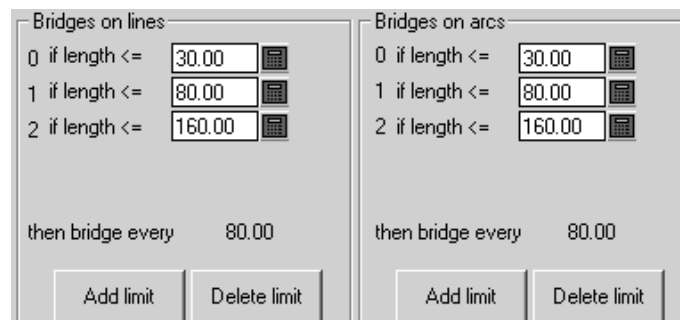 Bridges on lines
0 if length <= 30.00
1 if length <= 80.00
2 if length <= 160.00
then bridge every 80.00
Add limit Delete limit
Bridges on arcs
0 if length <= 30.00
1 if length <= 80.00
2 if length <= 160.00
then bridge every 80.00
Add limit Delete limit